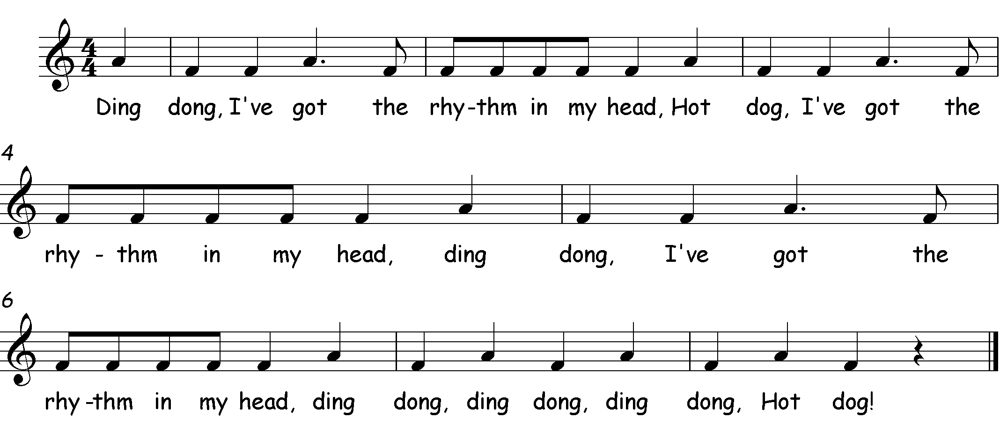 4
4
Ding dong, I've got the rhy-thm in my head, Hot dog, I've got the
4
rhy - thm in my head, ding dong, I've got the
6
rhy-thm in my head, ding dong, ding dong, ding dong, Hot dog!